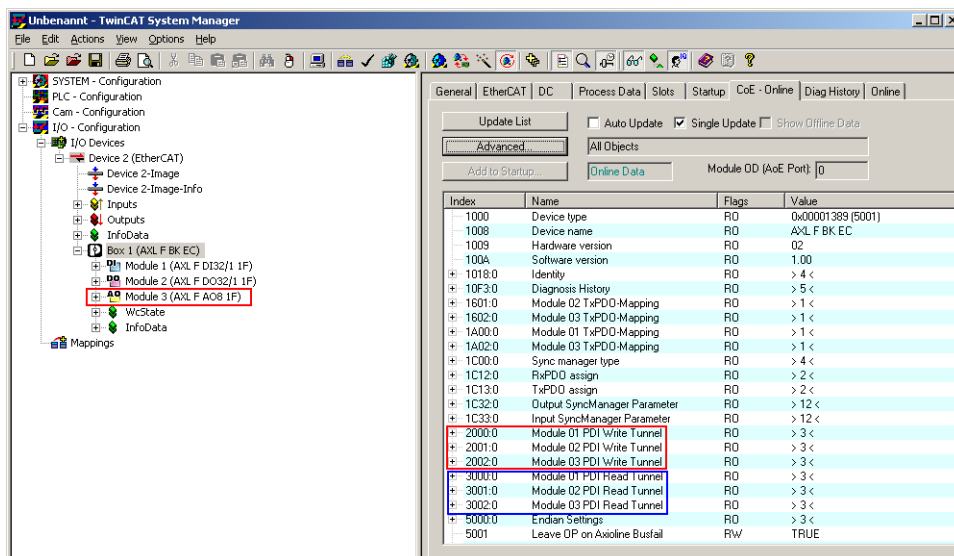 Unbenannt - TwinCAT System Manager
File Edit Actions View Options Help
SYSTEM - Configuration
PLC - Configuration
Cam - Configuration
I/O - Configuration
I/O Devices
Device 2 (EtherCAT)
Device 2-Image
Device 2-Image-Info
Inputs
Outputs
InfoData
Box 1 (AXL F BK EC)
Module 1 (AXL F DI32/1 1F)
Module 2 (AXL F DO32/1 1F)
Module 3 (AXL F AO8 1F)
WcState
InfoData
Mappings
General EtherCAT DC Process Data Slots Startup CoE - Online Diag History Online
Update List Auto Update Single Update Show Offline Data
Advanced... All Objects
Add to Startup... Online Data Module OD (AoE Port): 0
Index Name Flags Value
1000 Device type RO 0x00001389 (5001)
1008 Device name RO AXL F BK EC
1009 Hardware version RO 02
100A Software version RO 1.00
1018:0 Identity RO > 4 <
10F3:0 Diagnosis History RO > 5 <
1601:0 Module 02 TxPDO-Mapping RO > 1 <
1602:0 Module 03 TxPDO-Mapping RO > 1 <
1A00:0 Module 01 TxPDO-Mapping RO > 1 <
1A02:0 Module 03 TxPDO-Mapping RO > 1 <
1C00:0 Sync manager type RO > 4 <
1C12:0 RxPDO assign RO > 2 <
1C13:0 TxPDO assign RO > 2 <
1C32:0 Output SyncManager Parameter RO > 12 <
1C33:0 Input SyncManager Parameter RO > 12 <
2000:0 Module 01 PDI Write Tunnel RO > 3 <
2001:0 Module 02 PDI Write Tunnel RO > 3 <
2002:0 Module 03 PDI Write Tunnel RO > 3 <
3000:0 Module 01 PDI Read Tunnel RO > 3 <
3001:0 Module 02 PDI Read Tunnel RO > 3 <
3002:0 Module 03 PDI Read Tunnel RO > 3 <
5000:0 Endian Settings RO > 3 <
5001 Leave OP on Axioline Busfail RW TRUE